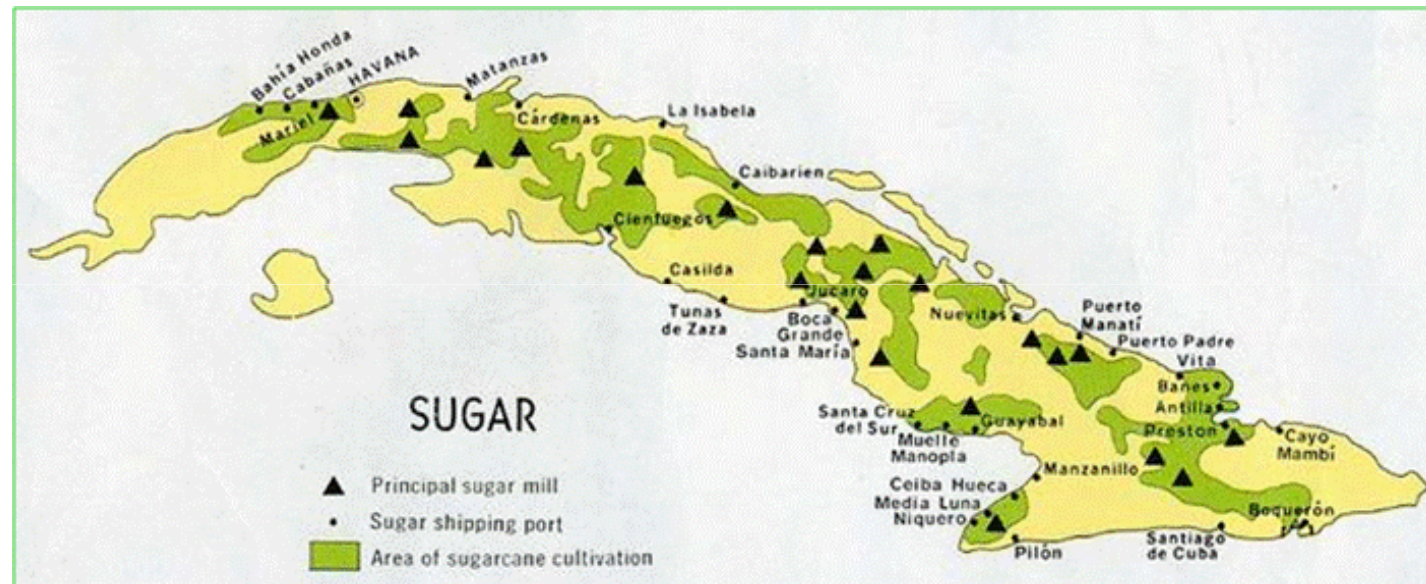 Bahía Honda
Cabañas
Mariel
HAVANA
Matanzas
Cárdenas
La Isabela
Caibarien
Cienfuegos
Casilda
Tunas
de Zaza
Jucaro
Boca
Grande
Santa María
Nuevitas
Puerto
Manatí
Puerto Padre
Vita
Banes
Antilla
Preston
Cayo
Mambí
Santa Cruz
del Sur
Muelle
Manopla
Guayabal
Manzanillo
Ceiba Hueca
Media Luna
Niquero
Pilón
Santiago
de Cuba
Boquerón
SUGAR
Principal sugar mill
Sugar shipping port
Area of sugarcane cultivation